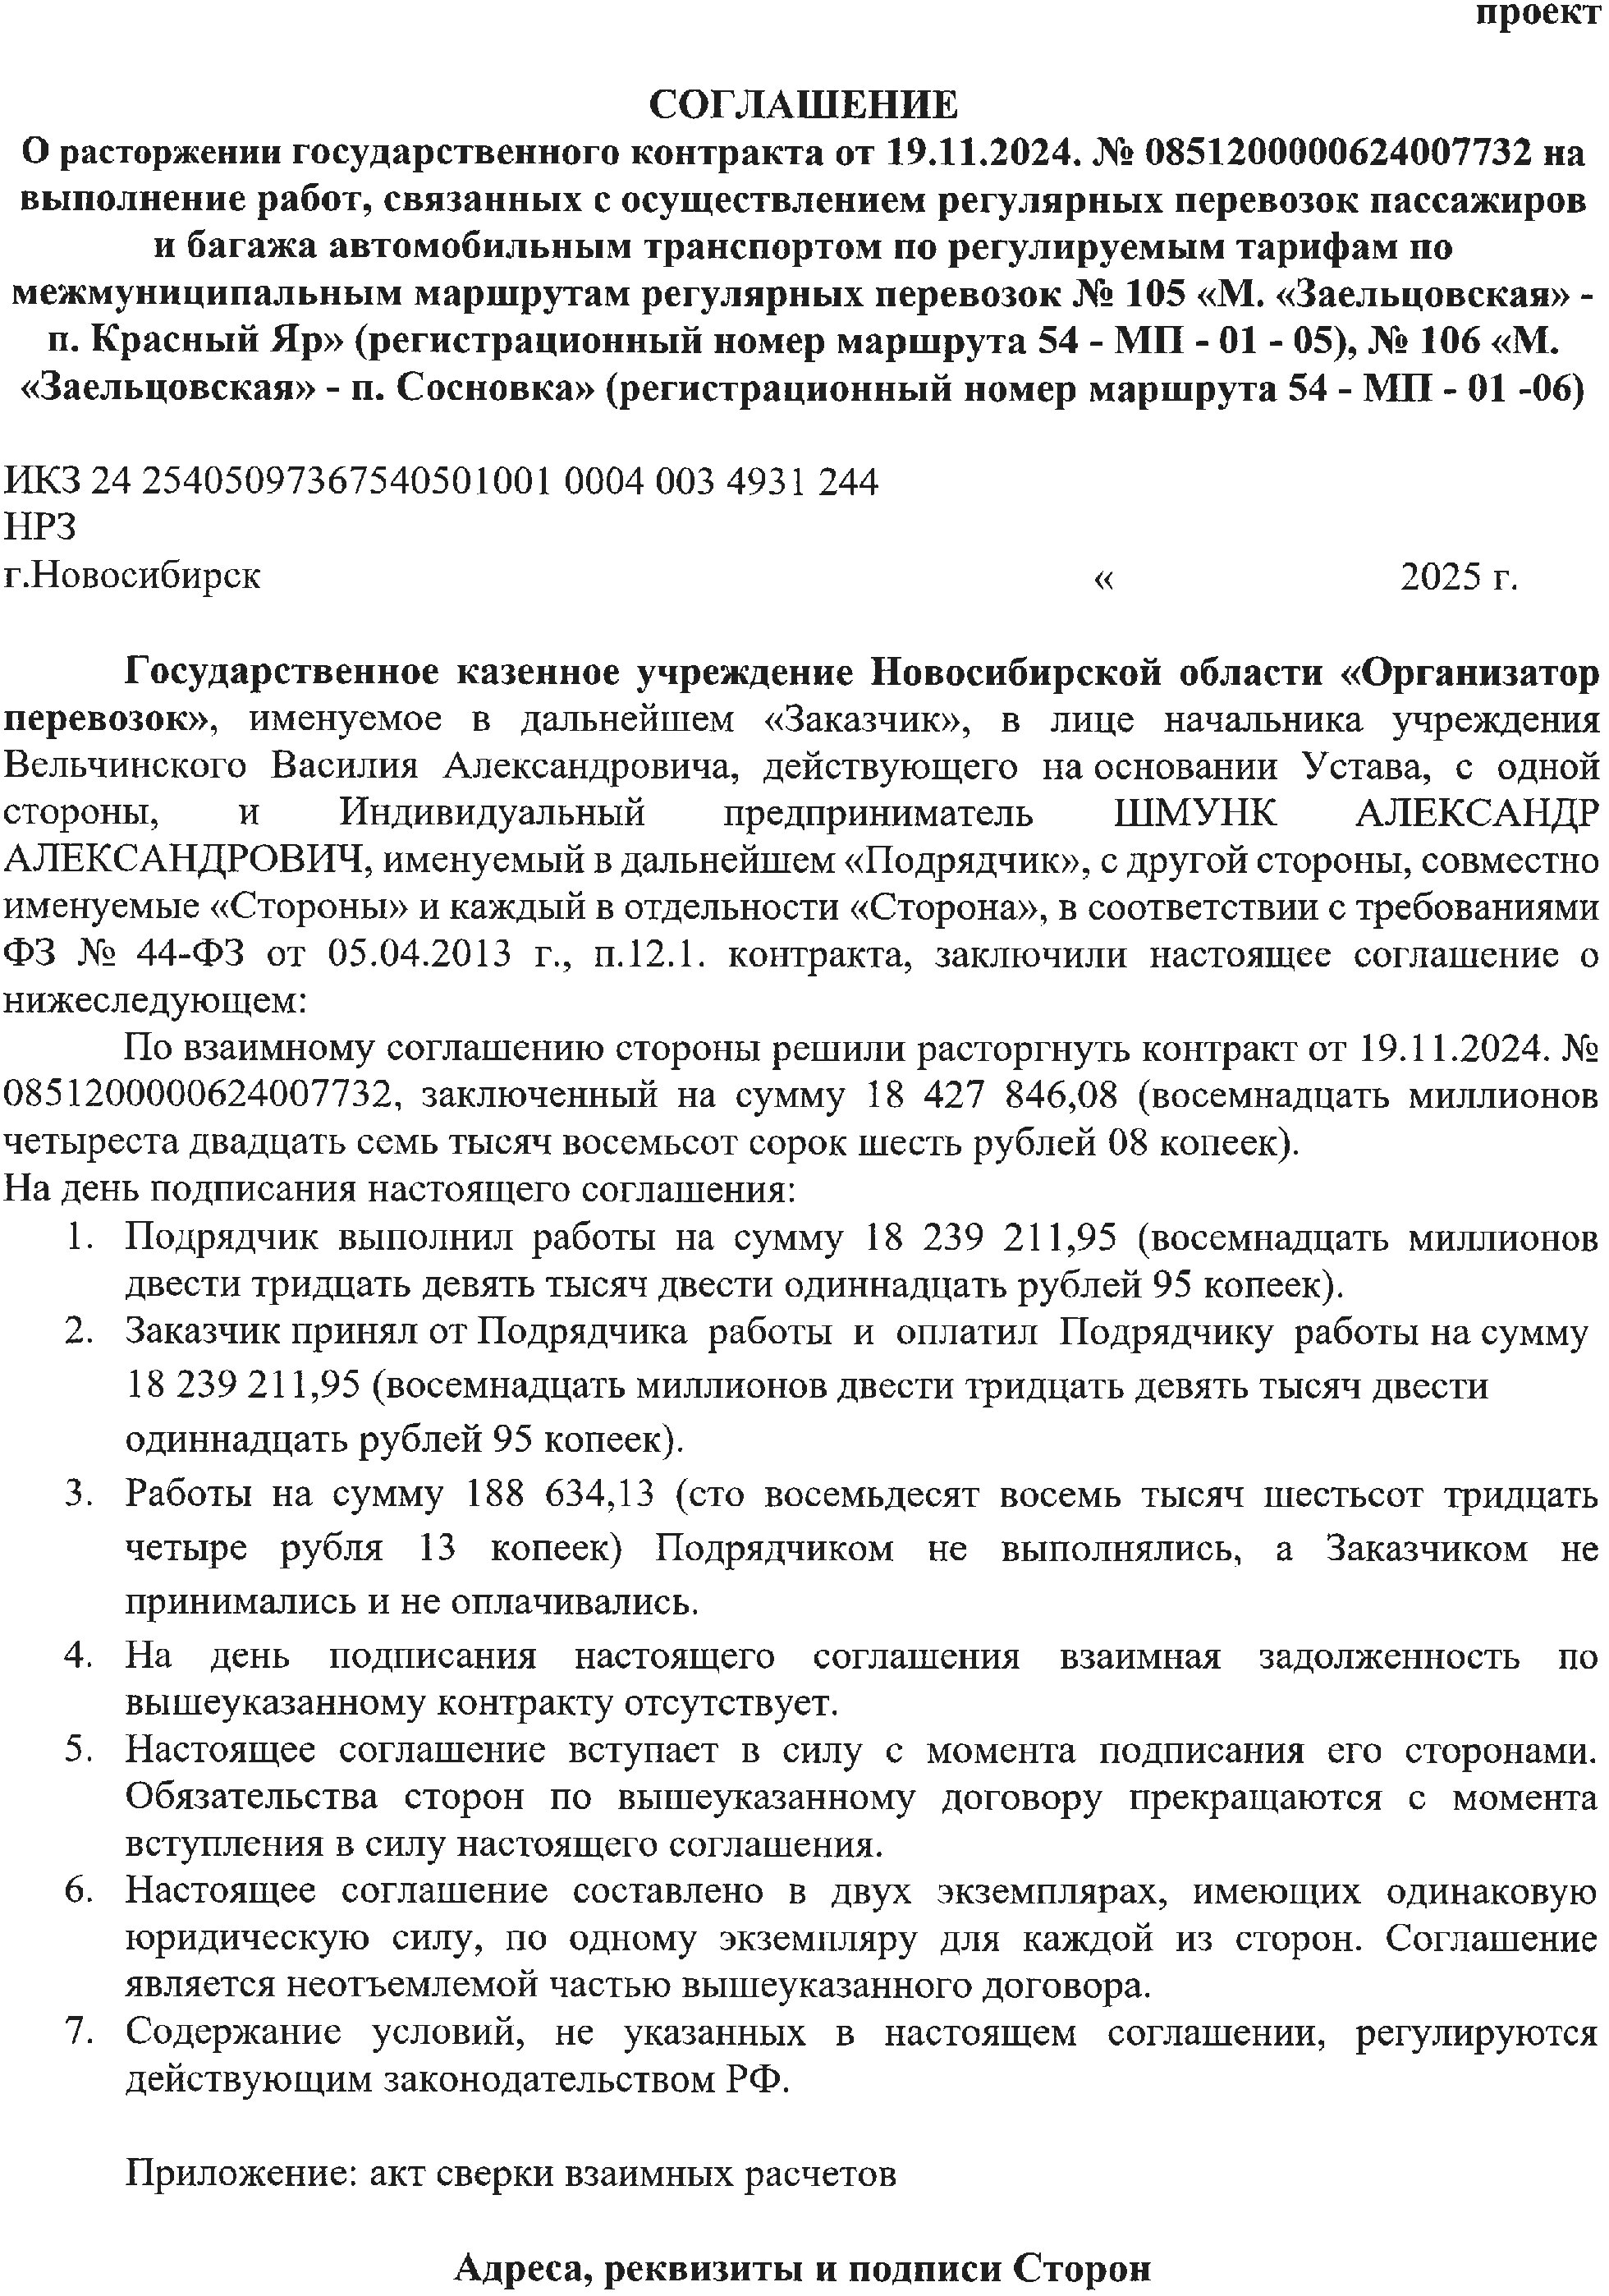 проект
СОГЛАШЕНИЕ
О расторжении государственного контракта от 19.11.2024. № 0851200000624007732 на
выполнение работ, связанных с осуществлением регулярных перевозок пассажиров
и багажа автомобильным транспортом по регулируемым тарифам по
межмуниципальным маршрутам регулярных перевозок № 105 «М. «Заельцовская» -
п. Красный Яр» (регистрационный номер маршрута 54 - МП - 01 - 05), № 106 «М.
«Заельцовская» - п. Сосновка» (регистрационный номер маршрута 54 - МП - 01 -06)
ИКЗ 24 25405097367540501001 0004 003 4931 244
НРЗ
г.Новосибирск « 2025 г.
Государственное казенное учреждение Новосибирской области «Организатор
перевозок», именуемое в дальнейшем «Заказчик», в лице начальника учреждения
Вельчинского Василия Александровича, действующего на основании Устава, с одной
стороны, и Индивидуальный предприниматель ШМУНК АЛЕКСАНДР
АЛЕКСАНДРОВИЧ, именуемый в дальнейшем «Подрядчик», с другой стороны, совместно
именуемые «Стороны» и каждый в отдельности «Сторона», в соответствии с требованиями
ФЗ № 44-ФЗ от 05.04.2013 г., п.12.1. контракта, заключили настоящее соглашение о
нижеследующем:
По взаимному соглашению стороны решили расторгнуть контракт от 19.11.2024. №
0851200000624007732, заключенный на сумму 18 427 846,08 (восемнадцать миллионов
четыреста двадцать семь тысяч восемьсот сорок шесть рублей 08 копеек).
На день подписания настоящего соглашения:
1. Подрядчик выполнил работы на сумму 18 239 211,95 (восемнадцать миллионов
двести тридцать девять тысяч двести одиннадцать рублей 95 копеек).
2. Заказчик принял от Подрядчика работы и оплатил Подрядчику работы на сумму
18 239 211,95 (восемнадцать миллионов двести тридцать девять тысяч двести
одиннадцать рублей 95 копеек).
3. Работы на сумму 188 634,13 (сто восемьдесят восемь тысяч шестьсот тридцать
четыре рубля 13 копеек) Подрядчиком не выполнялись, а Заказчиком не
принимались и не оплачивались.
4. На день подписания настоящего соглашения взаимная задолженность по
вышеуказанному контракту отсутствует.
5. Настоящее соглашение вступает в силу с момента подписания его сторонами.
Обязательства сторон по вышеуказанному договору прекращаются с момента
вступления в силу настоящего соглашения.
6. Настоящее соглашение составлено в двух экземплярах, имеющих одинаковую
юридическую силу, по одному экземпляру для каждой из сторон. Соглашение
является неотъемлемой частью вышеуказанного договора.
7. Содержание условий, не указанных в настоящем соглашении, регулируются
действующим законодательством РФ.
Приложение: акт сверки взаимных расчетов
Адреса, реквизиты и подписи Сторон